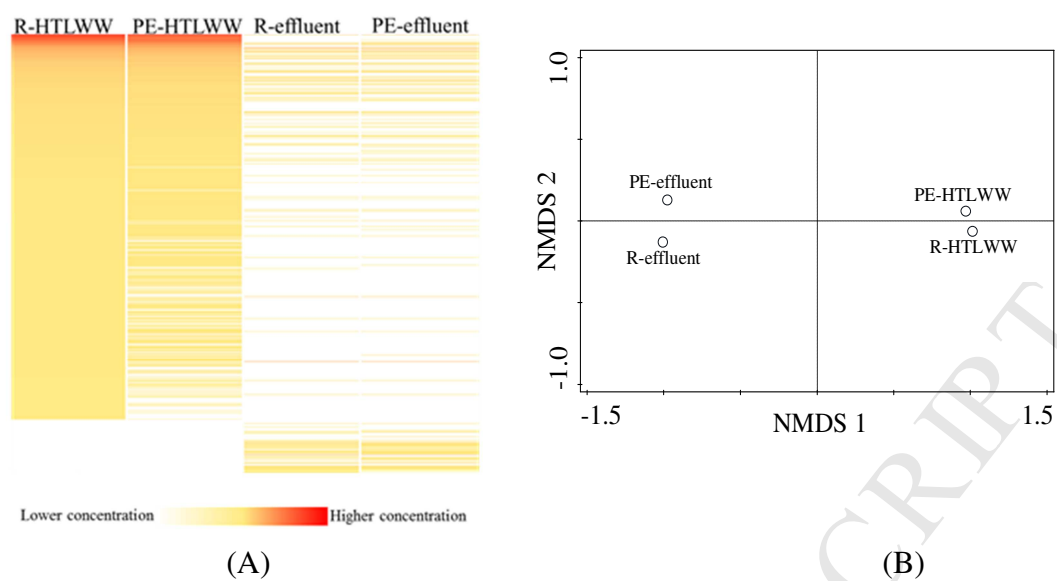 R-HTLWW PE-HTLWW R-effluent PE-effluent
Lower concentration Higher concentration
(A)
1.0
NMDS 2
-1.0
PE-effluent
R-effluent
PE-HTLWW
R-HTLWW
-1.5 NMDS 1 1.5
(B)
CRIPT